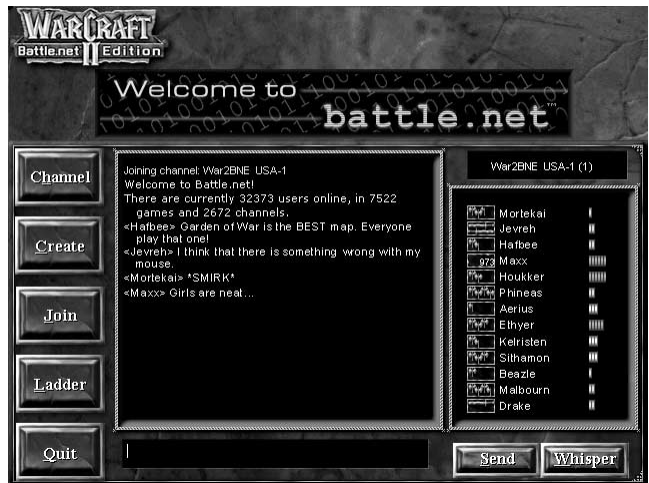 WARCRAFT
II
Battle.net Edition
Welcome to
battle.net™
Channel
Create
Join
Ladder
Quit
Joining channel: War2BNE USA-1
Welcome to Battle.net!
There are currently 32373 users online, in 7522
games and 2672 channels.
<Hafbee> Garden of War is the BEST map. Everyone
play that one!
<Jevreh> I think that there is something wrong with my
mouse.
<Mortekai> *SMIRK*
<Maxx> Girls are neat...
War2BNE USA-1 (1)
Mortekai
Jevreh
Hafbee
973 Maxx
Houkker
Phineas
Aerius
Ethyer
Kelristen
Sithamon
Beazle
Malbourn
Drake
Send
Whisper